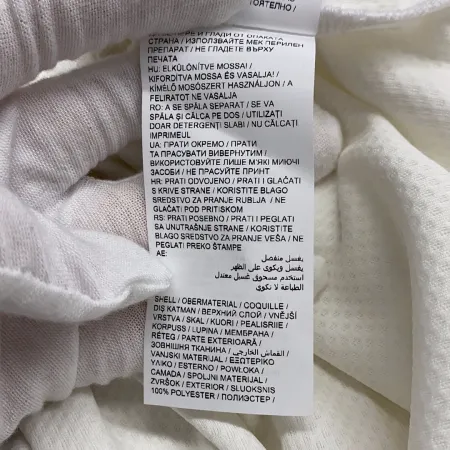 ТОRТЕЛНО /
СТРАНА / ИЗПОЛЗВАЙТЕ МЕК ПЕРИЛЕН
ПРЕПАРАТ / НЕ ГЛАДЕТЕ ВЪРХУ
ПЕЧАТА
HU: ELKÜLÖNÍTVE MOSSA! /
KIFORDÍTVA MOSSA ÉS VASALJA! /
KÍMÉLŐ MOSÓSZERT HASZNÁLJON / A
FELIRATOT NE VASALJA
RO: A SE SPĂLA SEPARAT / SE VA
SPĂLA ȘI CĂLCA PE DOS / UTILIZAȚI
DOAR DETERGENȚI SLABI / NU CĂLCAȚI
IMPRIMEUL
UA: ПРАТИ ОКРЕМО / ПРАТИ
ТА ПРАСУВАТИ ВИВЕРНУТИМ /
ВИКОРИСТОВУЙТЕ ЛИШЕ М'ЯКІ МИЮЧІ
ЗАСОБИ / НЕ ПРАСУЙТЕ ПРИНТ
HR: PRATI ODVOJENO / PRATI I GLAČATI
S KRIVE STRANE / KORISTITE BLAGO
SREDSTVO ZA PRANJE RUBLJA / NE
GLAČATI POD PRITISKOM
RS: PRATI POSEBNO / PRATI I PEGLATI
SA UNUTRAŠNJE STRANE / KORISTITE
BLAGO SREDSTVO ZA PRANJE VEŠA / NE
PEGLATI PREKO ŠTAMPE
AE:
يغسل منفصل
يغسل ويكوى على الظهر
استخدم مسحوق غسيل معتدل
الطباعة لا تكوى
SHELL / OBERMATERIAL / COQUILLE /
DIŞ KATMAN / ВЕРХНИЙ СЛОЙ / VNĚJŠÍ
VRSTVA / SKAL / KUORI / PEALISRIIE /
KORPUSS / LUPINA / МЕМБРАНА /
RÉTEG / PARTE EXTERIOARĂ /
ЗОВНІШНЯ ТКАНИНА / القماش الخارجي /
VANJSKI MATERIJAL / ΕΞΩΤΕΡΙΚΟ
ΥΛΙΚΟ / ESTERNO / POWŁOKA /
CAMADA / SPOLJNI MATERIJAL /
ZVRŠOK / EXTERIOR / SLUOKSNIS
100% POLYESTER / ПОЛИЭСТЕР /